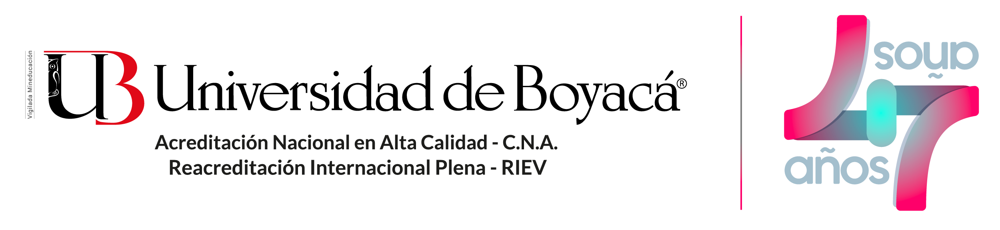 Vigilada Mineducación
UB
Universidad de Boyacá®
Acreditación Nacional en Alta Calidad - C.N.A.
Reacreditación Internacional Plena - RIEV
años
47
años